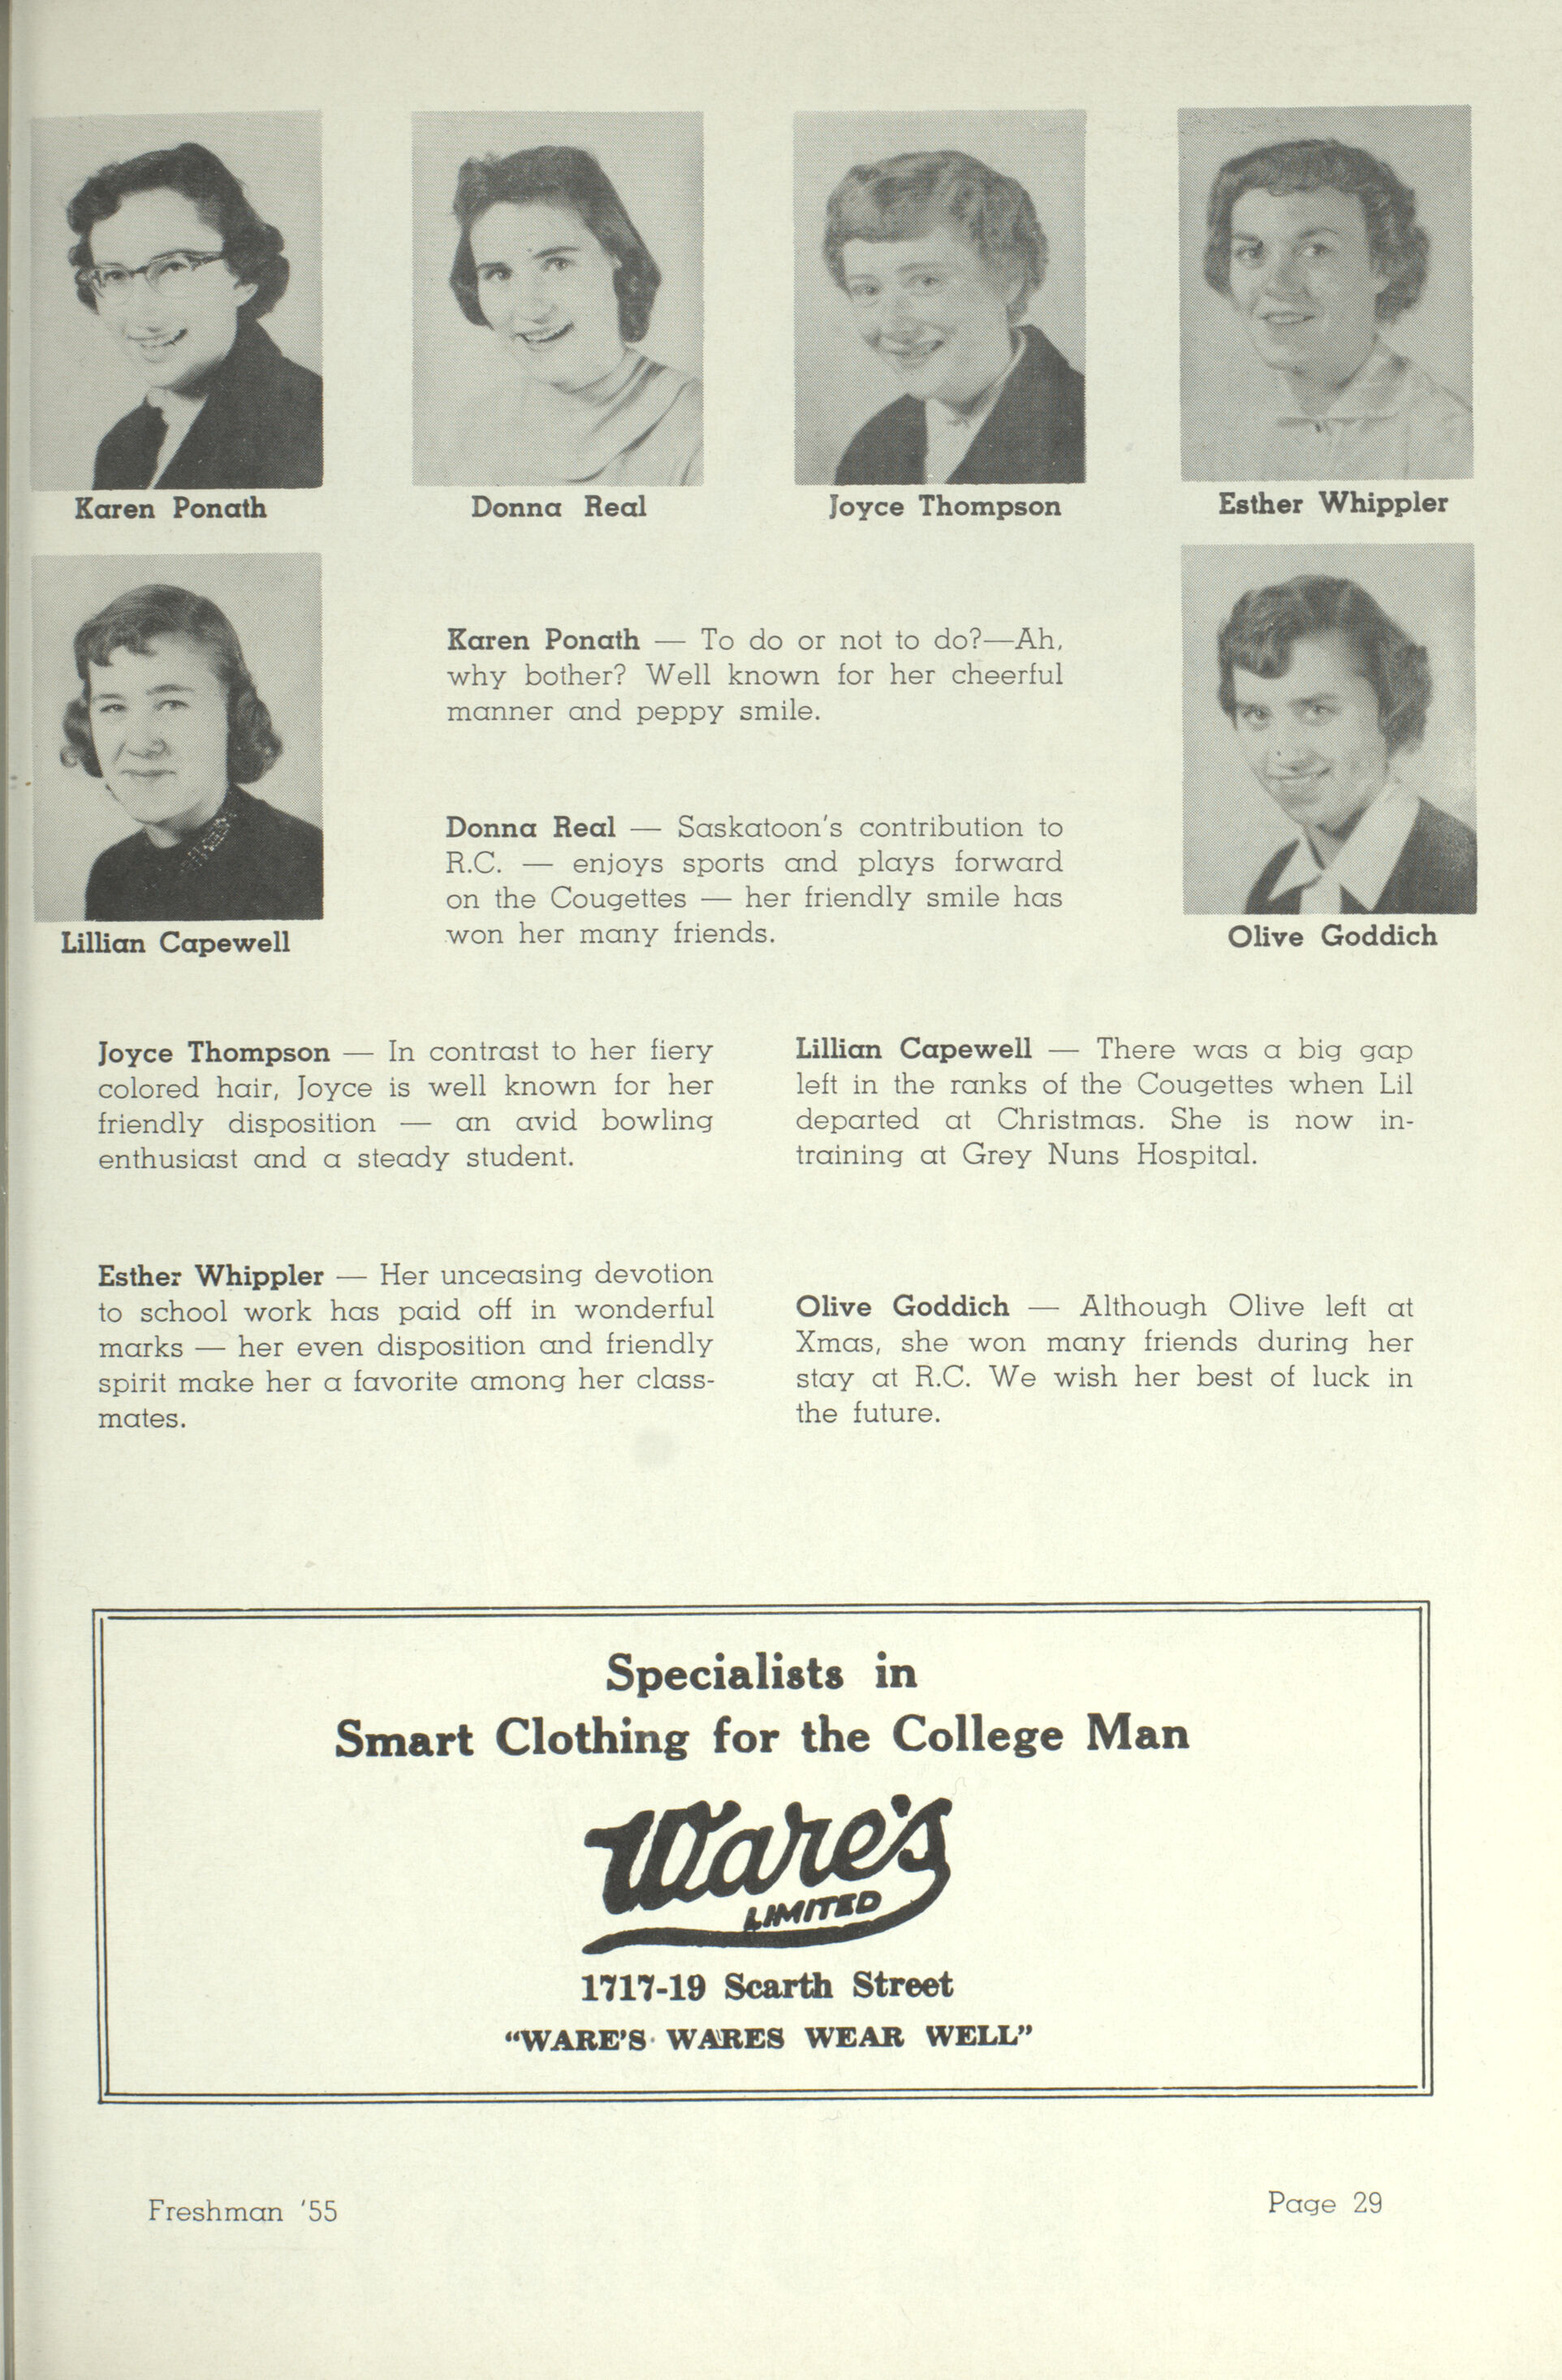 Karen Ponath
Donna Real
Joyce Thompson
Esther Whippler
Lillian Capewell
Olive Goddich
Karen Ponath — To do or not to do?—Ah,
why bother? Well known for her cheerful
manner and peppy smile.
Donna Real — Saskatoon's contribution to
R.C. — enjoys sports and plays forward
on the Cougettes — her friendly smile has
won her many friends.
Joyce Thompson — In contrast to her fiery
colored hair, Joyce is well known for her
friendly disposition — an avid bowling
enthusiast and a steady student.
Esther Whippler — Her unceasing devotion
to school work has paid off in wonderful
marks — her even disposition and friendly
spirit make her a favorite among her class-
mates.
Lillian Capewell — There was a big gap
left in the ranks of the Cougettes when Lil
departed at Christmas. She is now in-
training at Grey Nuns Hospital.
Olive Goddich — Although Olive left at
Xmas, she won many friends during her
stay at R.C. We wish her best of luck in
the future.
Specialists in
Smart Clothing for the College Man
Ware's
LIMITED
1717-19 Scarth Street
"WARE'S WARES WEAR WELL"
Freshman '55
Page 29